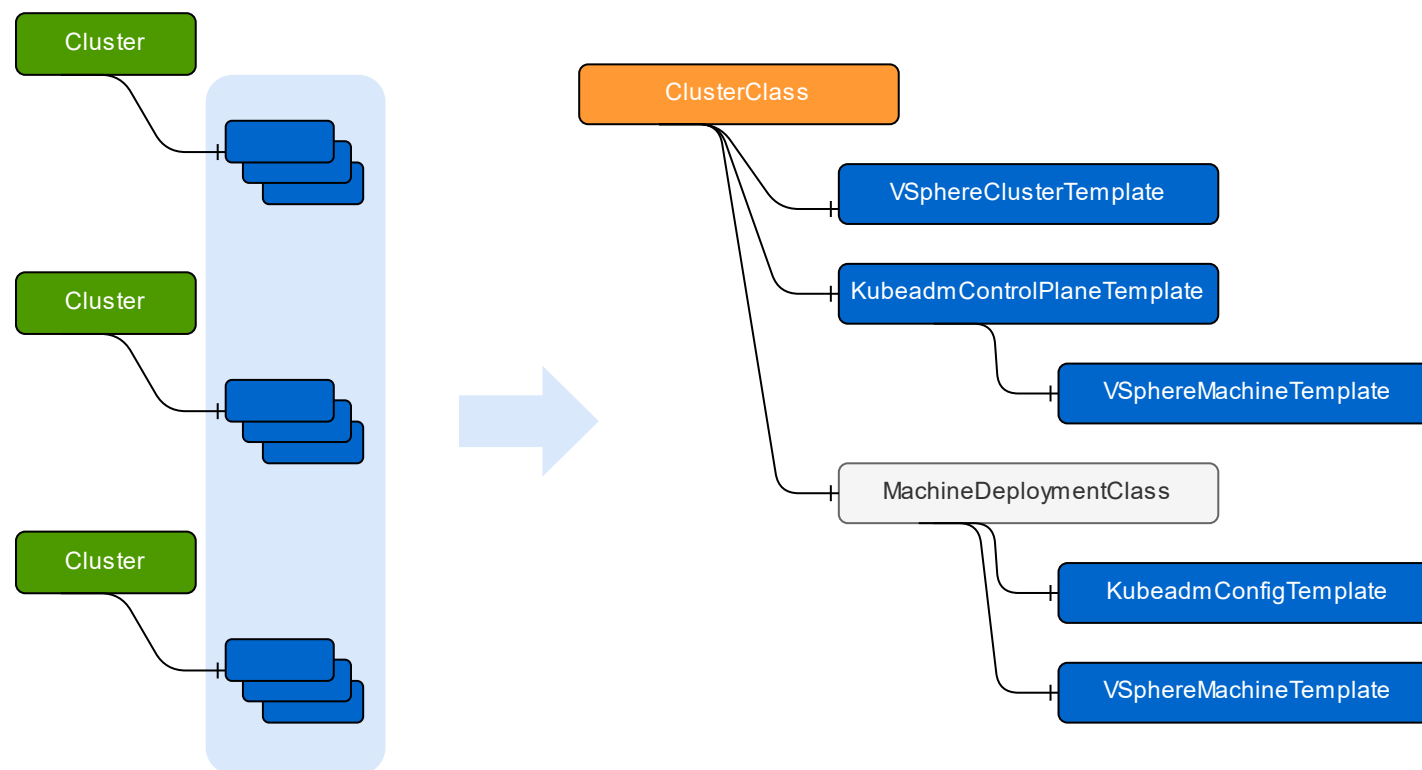 Cluster
Cluster
Cluster
ClusterClass
VSphereClusterTemplate
KubeadmControlPlaneTemplate
VSphereMachineTemplate
MachineDeploymentClass
KubeadmConfigTemplate
VSphereMachineTemplate